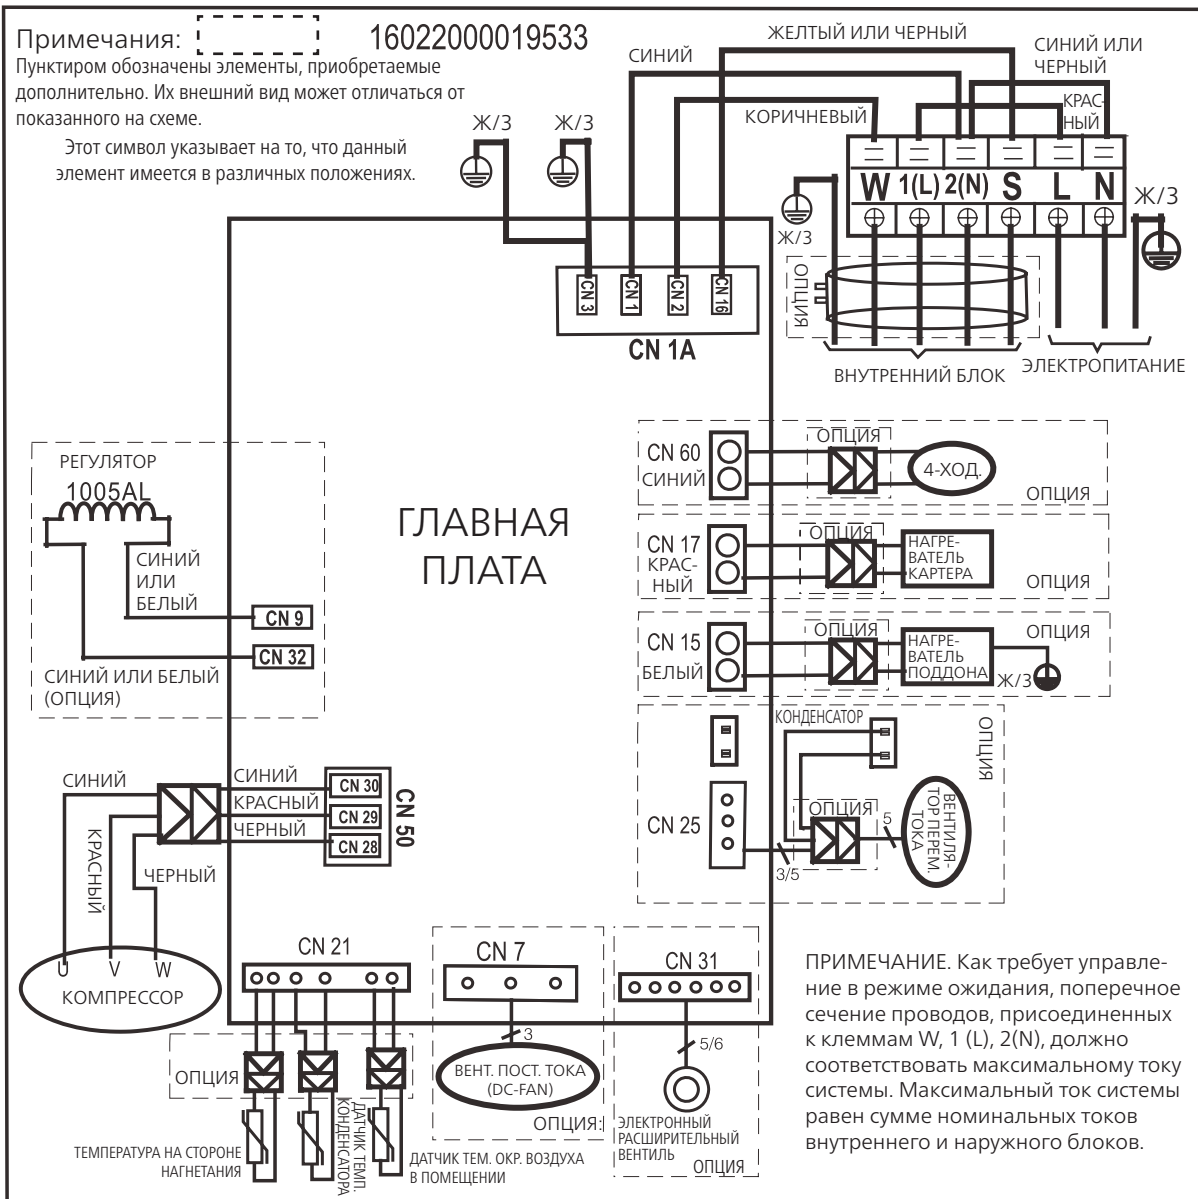 Примечания:
16022000019533
Пунктиром обозначены элементы, приобретаемые
дополнительно. Их внешний вид может отличаться от
показанного на схеме.
Этот символ указывает на то, что данный
элемент имеется в различных положениях.
Ж/З
Ж/З
СИНИЙ
ЖЕЛТЫЙ ИЛИ ЧЕРНЫЙ
СИНИЙ ИЛИ
ЧЕРНЫЙ
КОРИЧНЕВЫЙ
КРАС-
НЫЙ
W 1(L) 2(N) S L N
Ж/З
Ж/З
ОПЦИЯ
ВНУТРЕННИЙ БЛОК
ЭЛЕКТРОПИТАНИЕ
CN 3
CN 1
CN 2
CN 16
CN 1A
РЕГУЛЯТОР
1005AL
СИНИЙ
ИЛИ
БЕЛЫЙ
CN 9
CN 32
СИНИЙ ИЛИ БЕЛЫЙ
(ОПЦИЯ)
ГЛАВНАЯ
ПЛАТА
CN 60
СИНИЙ
ОПЦИЯ
4-ХОД.
ОПЦИЯ
CN 17
КРАС-
НЫЙ
ОПЦИЯ
НАГРЕ-
ВАТЕЛЬ
КАРТЕРА
ОПЦИЯ
CN 15
БЕЛЫЙ
ОПЦИЯ
НАГРЕ-
ВАТЕЛЬ
ПОДДОНА
ОПЦИЯ
Ж/З
КОНДЕНСАТОР
ОПЦИЯ
CN 25
ОПЦИЯ
3/5
5
ВЕНТИЛЯ-
ТОР ПЕРЕМ.
ТОКА
СИНИЙ
КРАСНЫЙ
ЧЕРНЫЙ
СИНИЙ
КРАСНЫЙ
ЧЕРНЫЙ
CN 30
CN 29
CN 28
CN 50
U V W
КОМПРЕССОР
CN 21
ОПЦИЯ
ТЕМПЕРАТУРА НА СТОРОНЕ
НАГНЕТАНИЯ
ДАТЧИК ТЕМП.
КОНДЕНСАТОРА
ДАТЧИК ТЕМ. ОКР. ВОЗДУХА
В ПОМЕЩЕНИИ
CN 7
3
ВЕНТ. ПОСТ. ТОКА
(DC-FAN)
ОПЦИЯ:
CN 31
5/6
ЭЛЕКТРОННЫЙ
РАСШИРИТЕЛЬНЫЙ
ВЕНТИЛЬ
ОПЦИЯ
ПРИМЕЧАНИЕ. Как требует управле-
ние в режиме ожидания, поперечное
сечение проводов, присоединенных
к клеммам W, 1 (L), 2(N), должно
соответствовать максимальному току
системы. Максимальный ток системы
равен сумме номинальных токов
внутреннего и наружного блоков.